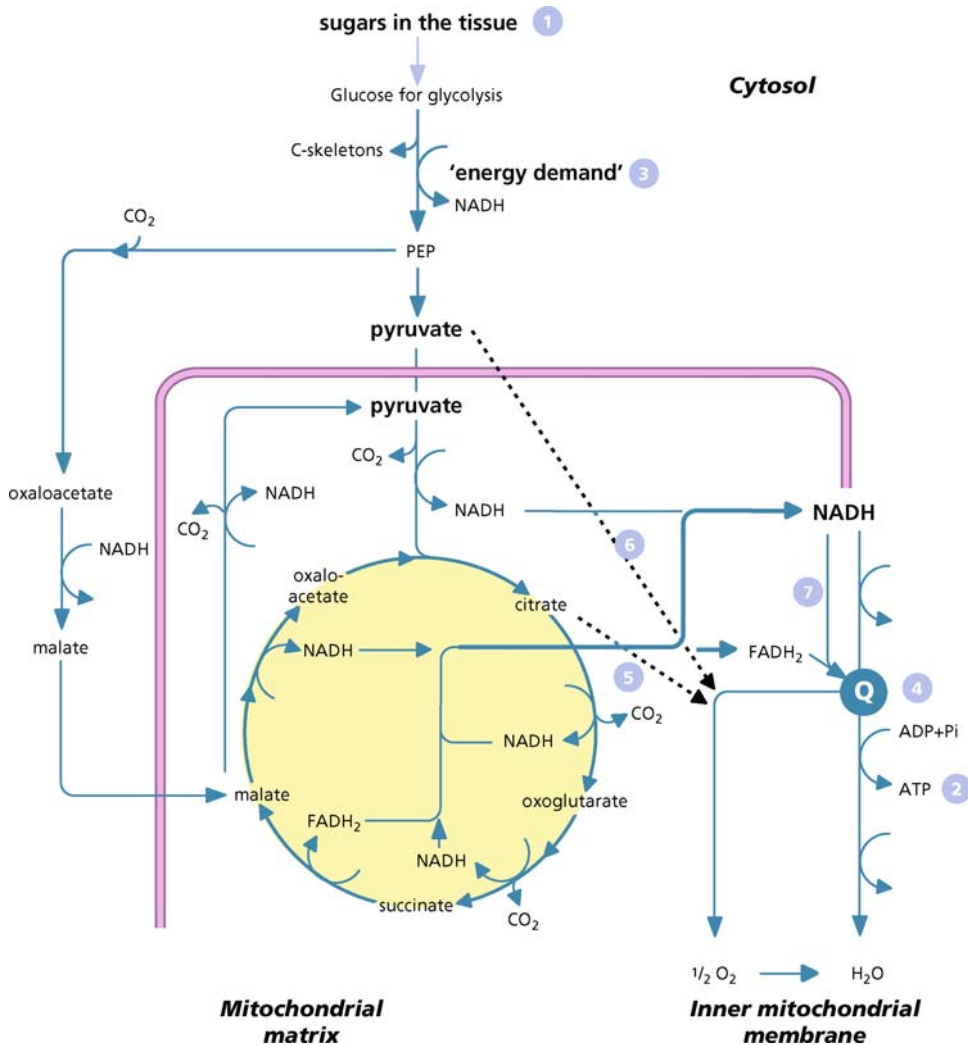 sugars in the tissue 1
Cytosol
Glucose for glycolysis
C-skeletons
'energy demand' 3
NADH
CO₂
PEP
pyruvate
pyruvate
CO₂
NADH
oxaloacetate
NADH
CO₂
NADH
NADH
6
oxalo-
acetate
citrate
7
malate
NADH
FADH₂
5
Q 4
CO₂
NADH
ADP+Pi
ATP 2
malate
oxoglutarate
FADH₂
NADH
succinate
CO₂
½ O₂
H₂O
Mitochondrial
matrix
Inner mitochondrial
membrane